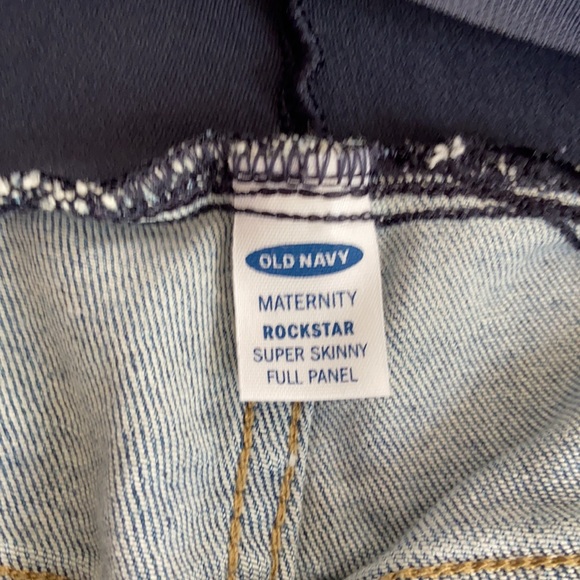 OLD NAVY
MATERNITY
ROCKSTAR
SUPER SKINNY
FULL PANEL